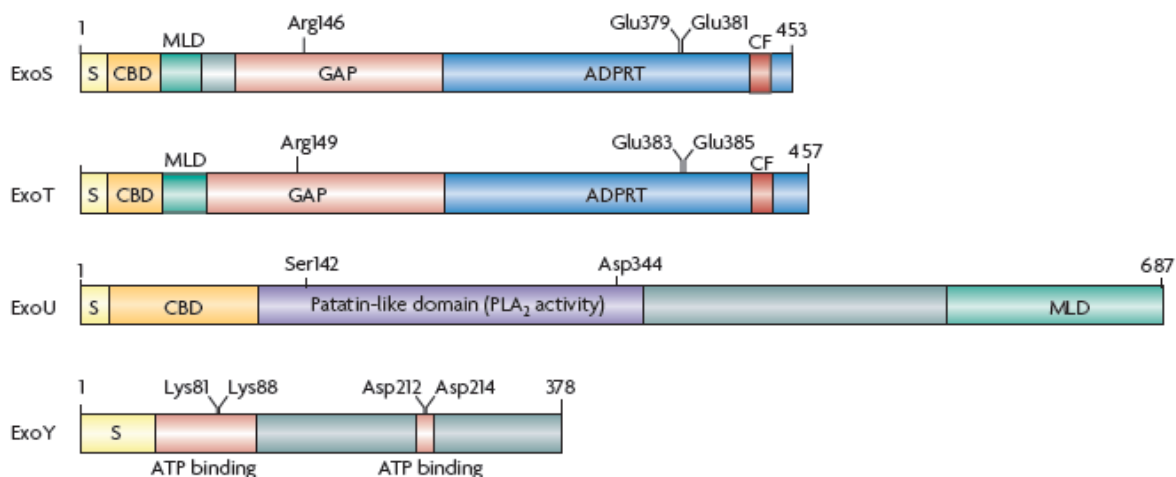 1 Arg146 Glu379 Glu381 453
MLD CF
ExoS S CBD GAP ADPRT
Arg149 Glu383 Glu385 457
MLD CF
ExoT S CBD GAP ADPRT
1 Ser142 Asp344 687
ExoU S CBD Patatin-like domain (PLA2 activity) MLD
1 Lys81 Lys88 Asp212 Asp214 378
ExoY S
ATP binding ATP binding